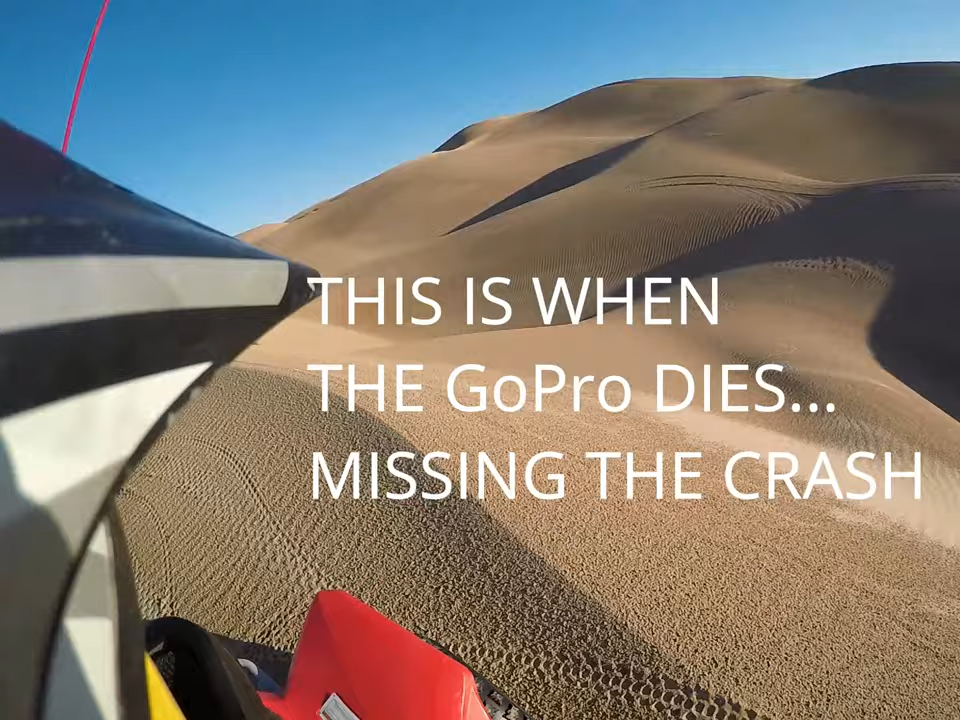 THIS IS WHEN
THE GoPro DIES...
MISSING THE CRASH